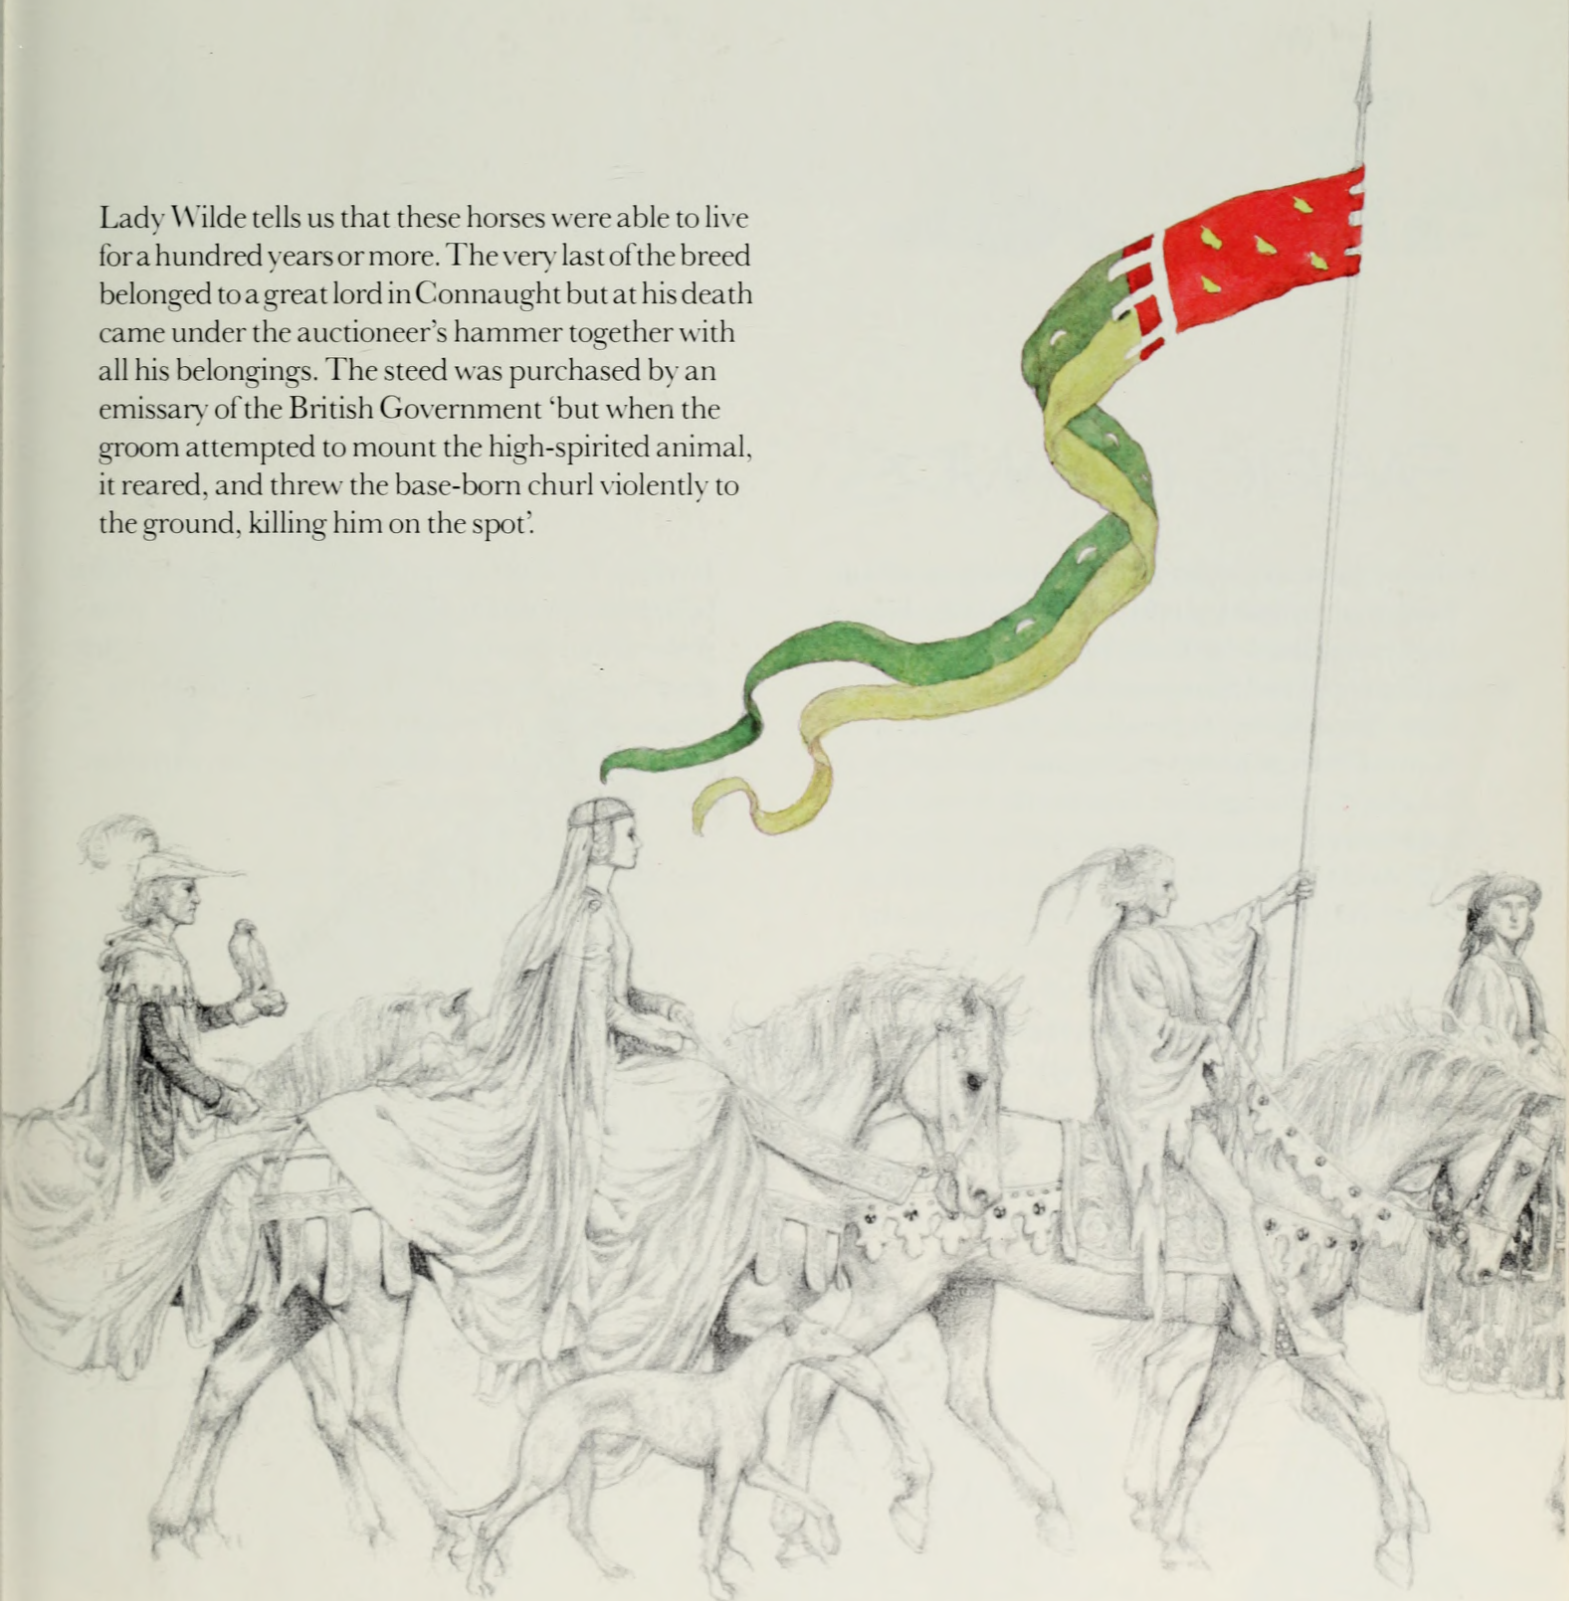 Lady Wilde tells us that these horses were able to live
for a hundred years or more. The very last of the breed
belonged to a great lord in Connaught but at his death
came under the auctioneer's hammer together with
all his belongings. The steed was purchased by an
emissary of the British Government ‘but when the
groom attempted to mount the high-spirited animal,
it reared, and threw the base-born churl violently to
the ground, killing him on the spot’.